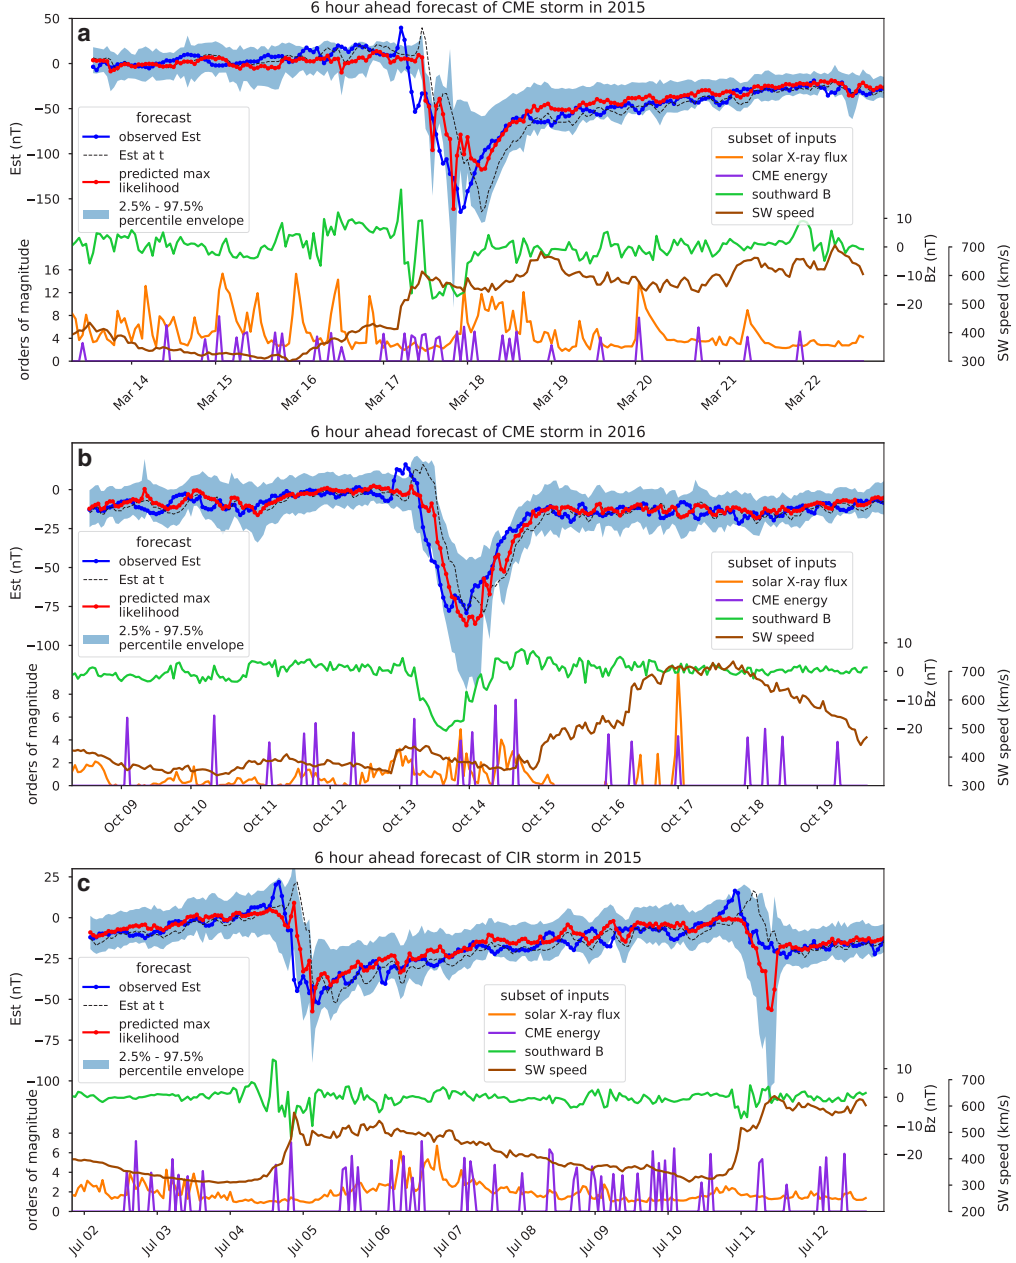 6 hour ahead forecast of CME storm in 2015
a
50
0
−50
−100
−150
Est (nT)
forecast
observed Est
Est at t
predicted max
likelihood
2.5% - 97.5%
percentile envelope
subset of inputs
solar X-ray flux
CME energy
southward B
SW speed
16
12
8
4
0
orders of magnitude
10
0
−10
−20
Bz (nT)
700
600
500
400
300
SW speed (km/s)
Mar 14
Mar 15
Mar 16
Mar 17
Mar 18
Mar 19
Mar 20
Mar 21
Mar 22
6 hour ahead forecast of CME storm in 2016
b
0
−25
−50
−75
−100
Est (nT)
forecast
observed Est
Est at t
predicted max
likelihood
2.5% - 97.5%
percentile envelope
subset of inputs
solar X-ray flux
CME energy
southward B
SW speed
8
6
4
2
0
orders of magnitude
10
0
−10
−20
Bz (nT)
700
600
500
400
300
SW speed (km/s)
Oct 09
Oct 10
Oct 11
Oct 12
Oct 13
Oct 14
Oct 15
Oct 16
Oct 17
Oct 18
Oct 19
6 hour ahead forecast of CIR storm in 2015
c
25
0
−25
−50
−75
−100
Est (nT)
forecast
observed Est
Est at t
predicted max
likelihood
2.5% - 97.5%
percentile envelope
subset of inputs
solar X-ray flux
CME energy
southward B
SW speed
8
6
4
2
0
orders of magnitude
10
0
−10
−20
Bz (nT)
700
600
500
400
300
200
SW speed (km/s)
Jul 02
Jul 03
Jul 04
Jul 05
Jul 06
Jul 07
Jul 08
Jul 09
Jul 10
Jul 11
Jul 12